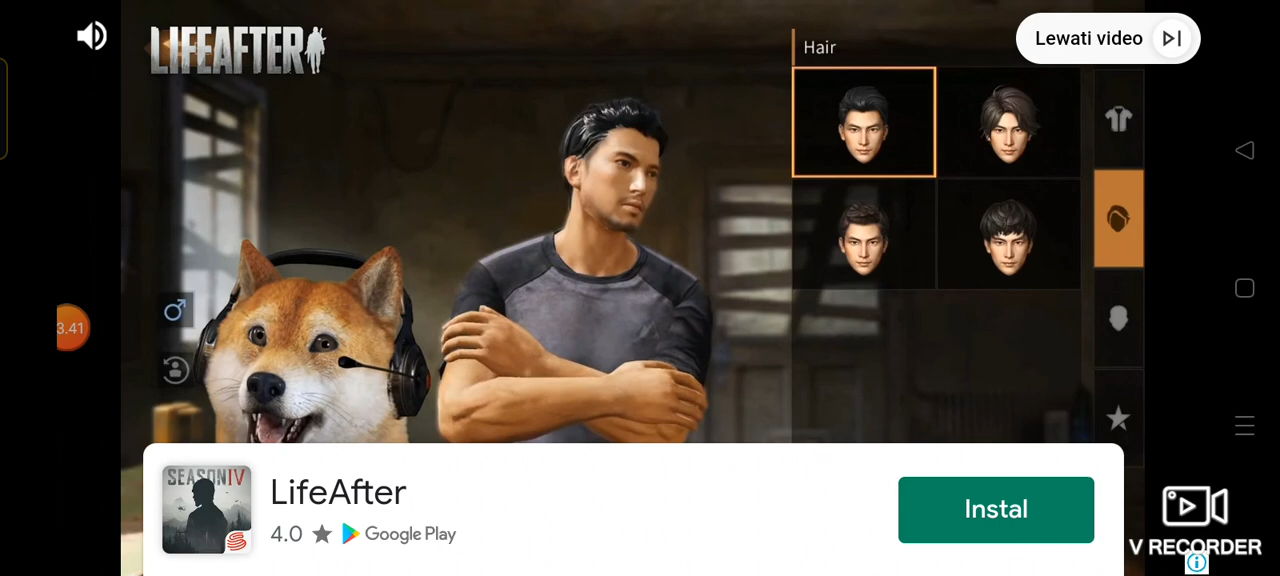 LIFEAFTER
Hair
Lewati video
3.41
SEASON IV
LifeAfter
4.0 ★ Google Play
Instal
V RECORDER